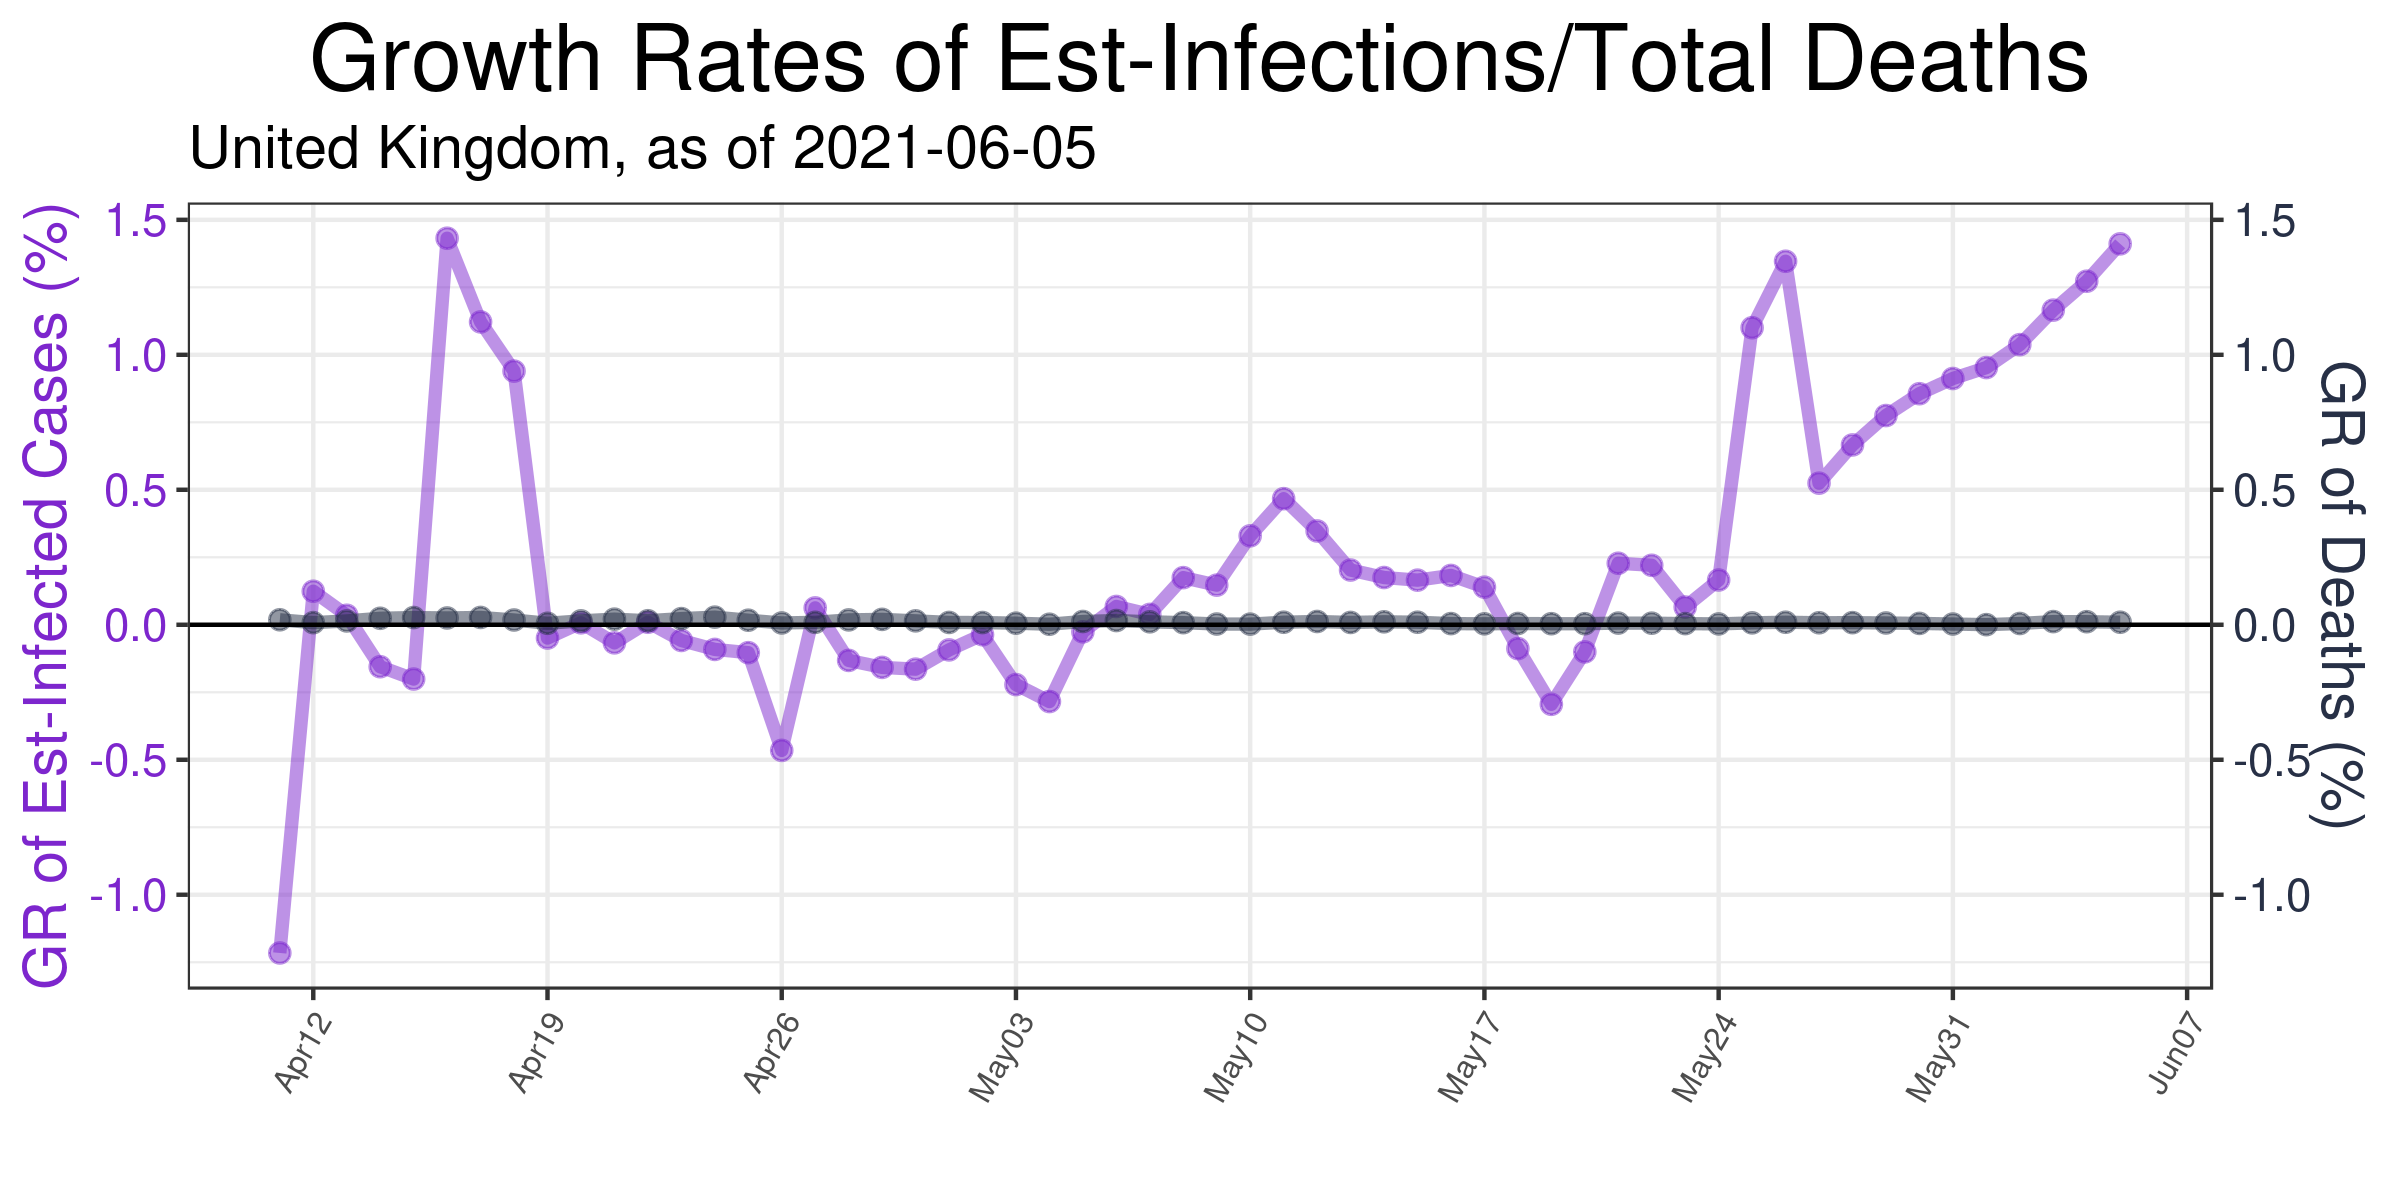 Growth Rates of Est-Infections/Total Deaths
United Kingdom, as of 2021-06-05
GR of Est-Infected Cases (%)
1.5
1.0
0.5
0.0
-0.5
-1.0
1.5
1.0
0.5
0.0
-0.5
-1.0
GR of Deaths (%)
Apr12
Apr19
Apr26
May03
May10
May17
May24
May31
Jun07